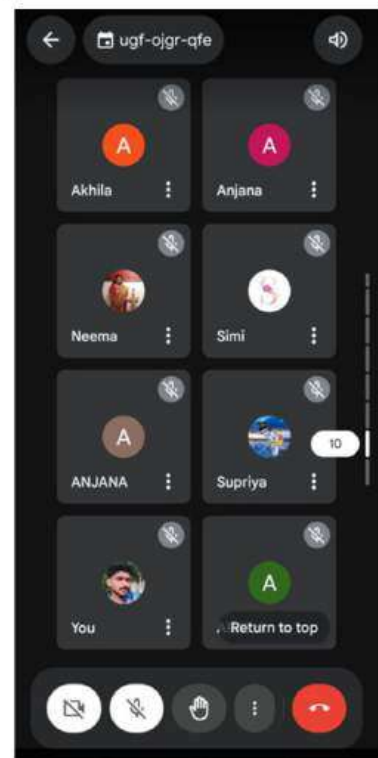 ugf-ojgr-qfe
A
A
Akhila
Anjana
S
Neema
Simi
A
ANJANA
Supriya
10
A
You
Return to top